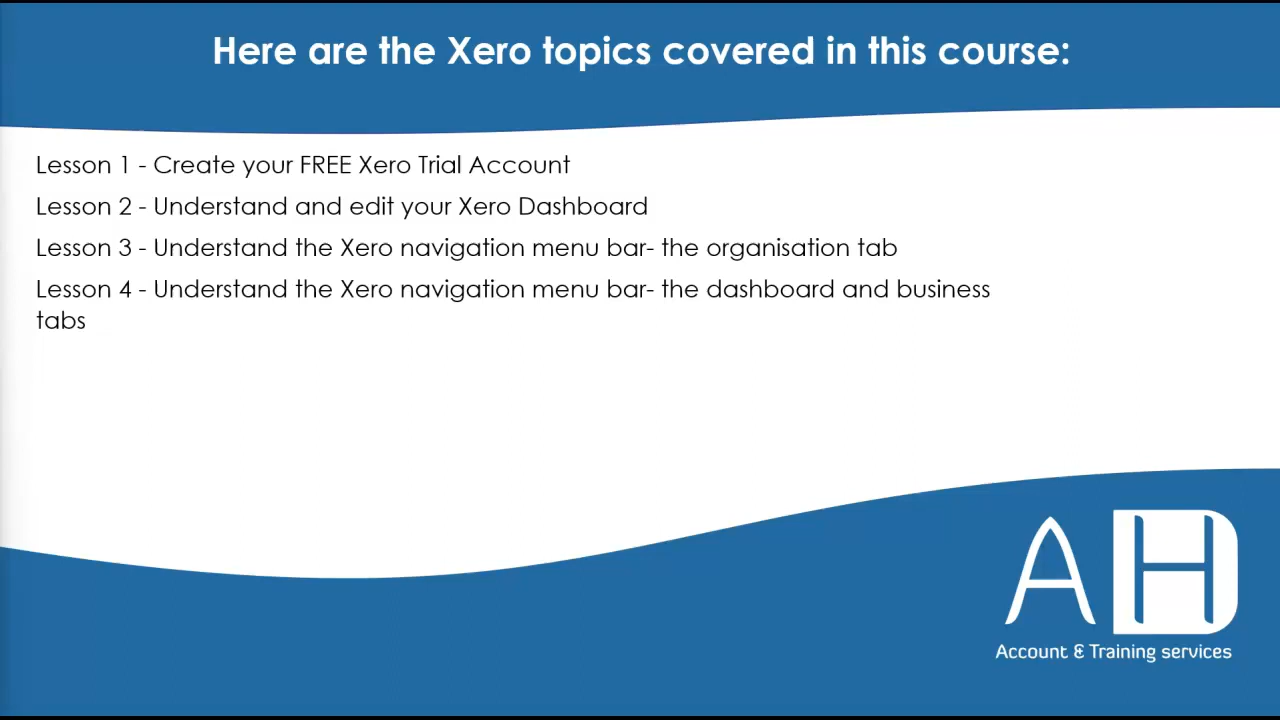 Here are the Xero topics covered in this course:
Lesson 1 - Create your FREE Xero Trial Account
Lesson 2 - Understand and edit your Xero Dashboard
Lesson 3 - Understand the Xero navigation menu bar- the organisation tab
Lesson 4 - Understand the Xero navigation menu bar- the dashboard and business
tabs
AHD
Account & Training services